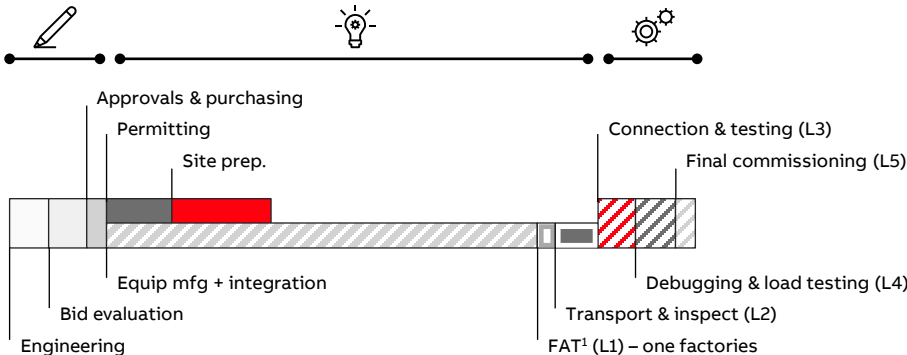 Approvals & purchasing
Permitting
Connection & testing (L3)
Site prep.
Final commissioning (L5)
Equip mfg + integration
Debugging & load testing (L4)
Bid evaluation
Transport & inspect (L2)
Engineering
FAT¹ (L1) – one factories